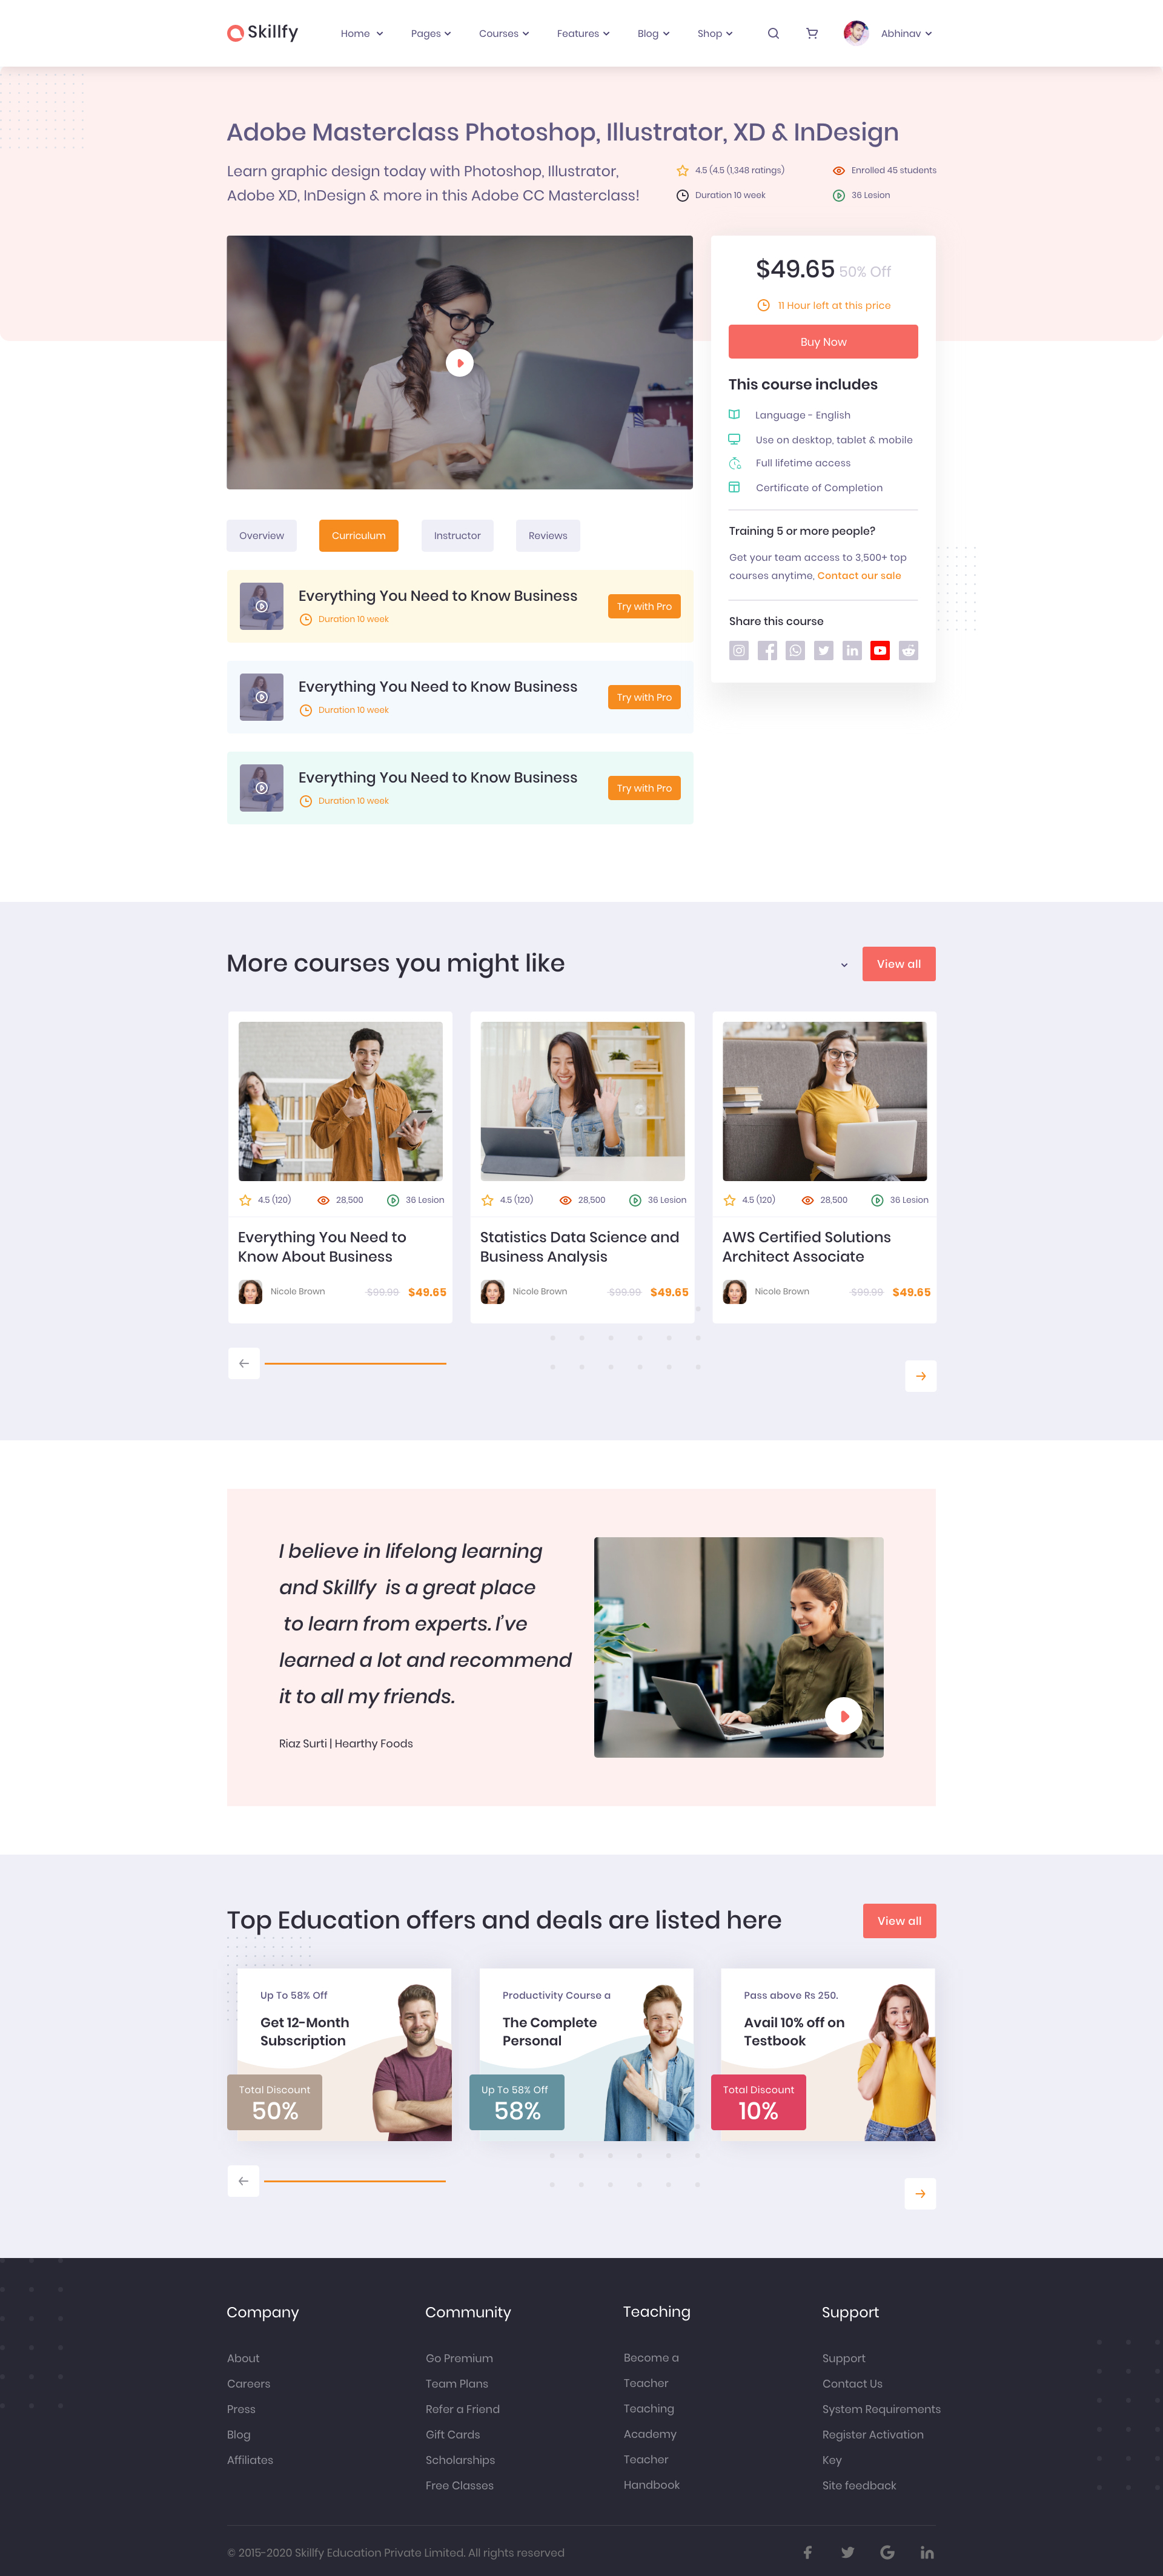 Skillfy
Home
Pages
Courses
Features
Blog
Shop
Abhinav
Adobe Masterclass Photoshop, Illustrator, XD & InDesign
Learn graphic design today with Photoshop, Illustrator,
Adobe XD, InDesign & more in this Adobe CC Masterclass!
4.5 (4.5 (1,348 ratings)
Enrolled 45 students
Duration 10 week
36 Lesion
$49.65 50% Off
11 Hour left at this price
Buy Now
This course includes
Language - English
Use on desktop, tablet & mobile
Full lifetime access
Certificate of Completion
Training 5 or more people?
Get your team access to 3,500+ top
courses anytime, Contact our sale
Share this course
Overview
Curriculum
Instructor
Reviews
Everything You Need to Know Business
Duration 10 week
Try with Pro
Everything You Need to Know Business
Duration 10 week
Try with Pro
Everything You Need to Know Business
Duration 10 week
Try with Pro
More courses you might like
View all
4.5 (120)
28,500
36 Lesion
Everything You Need to
Know About Business
Nicole Brown
$99.99
$49.65
4.5 (120)
28,500
36 Lesion
Statistics Data Science and
Business Analysis
Nicole Brown
$99.99
$49.65
4.5 (120)
28,500
36 Lesion
AWS Certified Solutions
Architect Associate
Nicole Brown
$99.99
$49.65
I believe in lifelong learning
and Skillfy is a great place
to learn from experts. I've
learned a lot and recommend
it to all my friends.
Riaz Surti | Hearthy Foods
Top Education offers and deals are listed here
View all
Up To 58% Off
Get 12-Month
Subscription
Total Discount
50%
Productivity Course a
The Complete
Personal
Up To 58% Off
58%
Pass above Rs 250.
Avail 10% off on
Testbook
Total Discount
10%
Company
About
Careers
Press
Blog
Affiliates
Community
Go Premium
Team Plans
Refer a Friend
Gift Cards
Scholarships
Free Classes
Teaching
Become a
Teacher
Teaching
Academy
Teacher
Handbook
Support
Support
Contact Us
System Requirements
Register Activation
Key
Site feedback
© 2015-2020 Skillfy Education Private Limited. All rights reserved